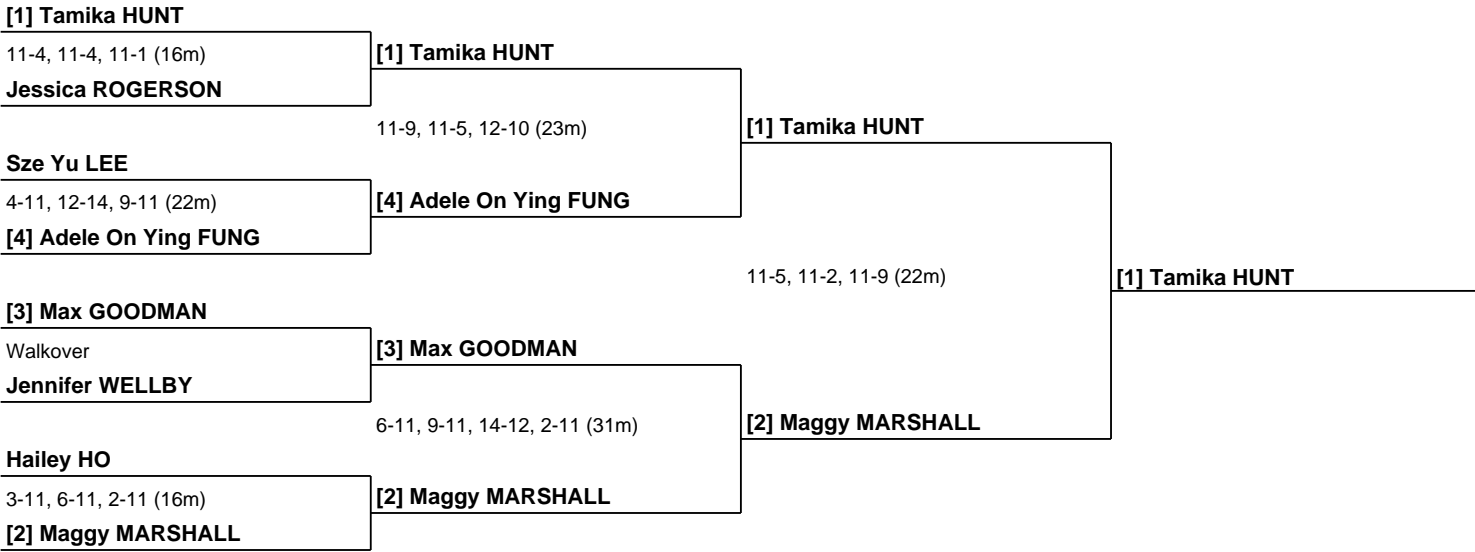 [1] Tamika HUNT
11-4, 11-4, 11-1 (16m)
Jessica ROGERSON
Sze Yu LEE
4-11, 12-14, 9-11 (22m)
[4] Adele On Ying FUNG
[3] Max GOODMAN
Walkover
Jennifer WELLBY
Hailey HO
3-11, 6-11, 2-11 (16m)
[2] Maggy MARSHALL
[1] Tamika HUNT
11-9, 11-5, 12-10 (23m)
[4] Adele On Ying FUNG
[3] Max GOODMAN
6-11, 9-11, 14-12, 2-11 (31m)
[2] Maggy MARSHALL
[1] Tamika HUNT
11-5, 11-2, 11-9 (22m)
[2] Maggy MARSHALL
[1] Tamika HUNT